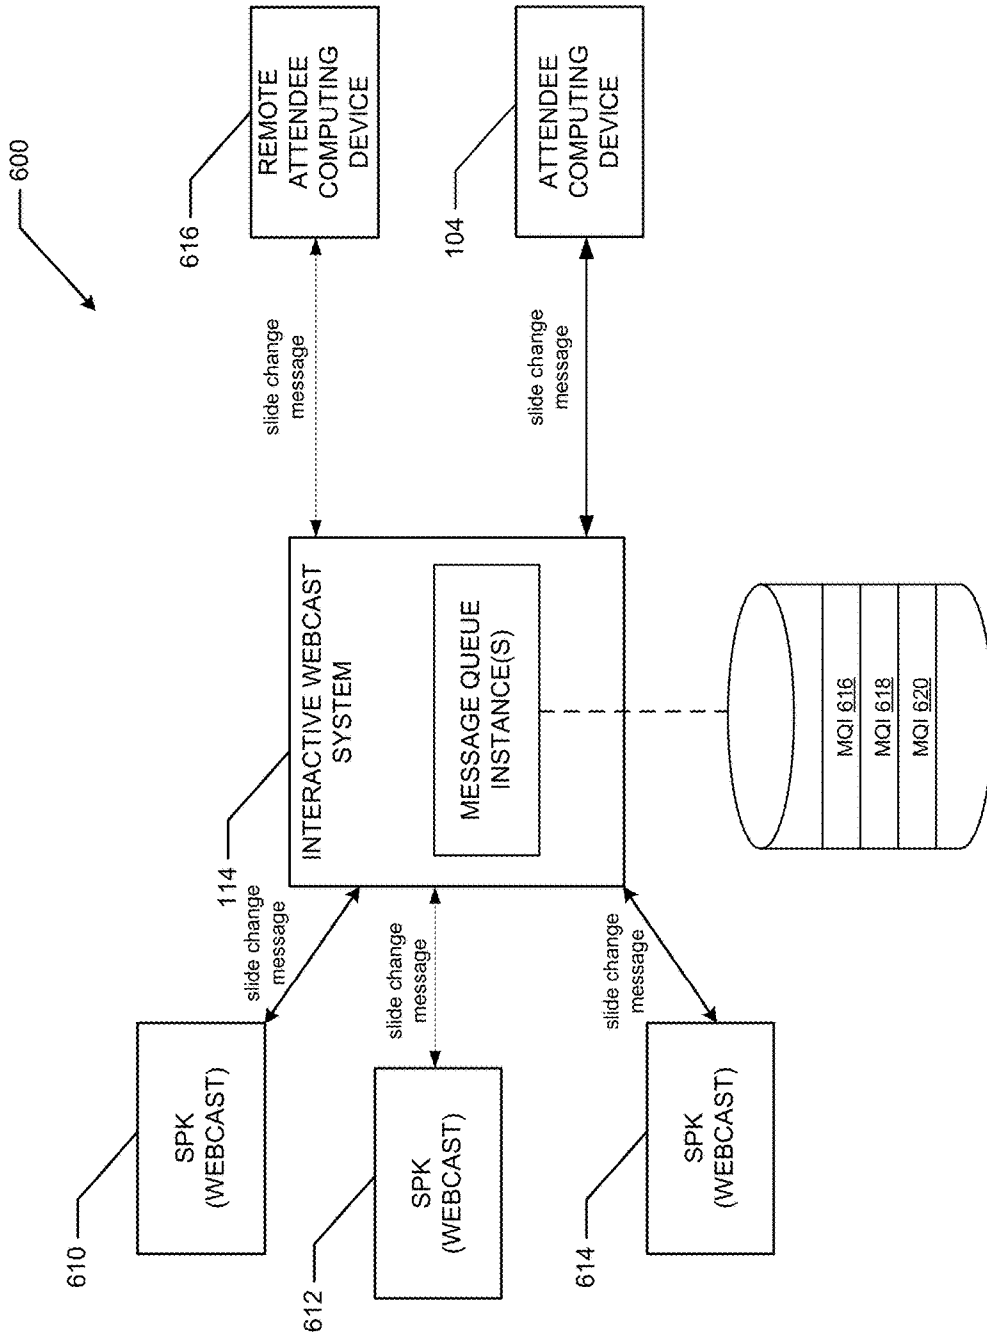 600
610
SPK
(WEBCAST)
612
SPK
(WEBCAST)
614
SPK
(WEBCAST)
slide change
message
slide change
message
slide change
message
114
INTERACTIVE WEBCAST
SYSTEM
MESSAGE QUEUE
INSTANCE(S)
MQI 616
MQI 618
MQI 620
slide change
message
slide change
message
616
REMOTE
ATTENDEE
COMPUTING
DEVICE
104
ATTENDEE
COMPUTING
DEVICE